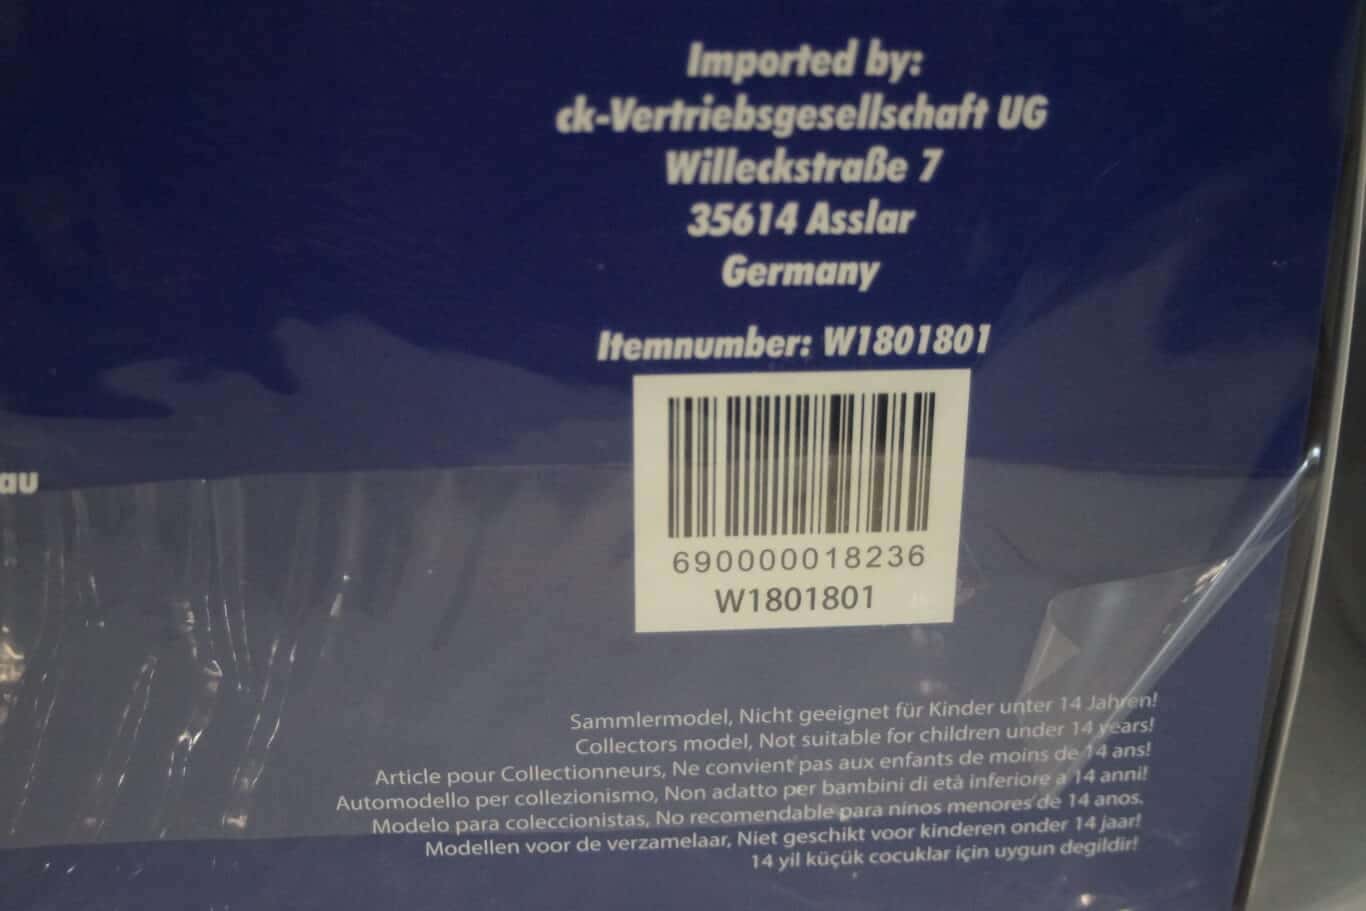 Imported by:
ck-Vertriebsgesellschaft UG
Willeckstraße 7
35614 Asslar
Germany
Itemnumber: W1801801
690000018236
W1801801
au
Sammlermodel, Nicht geeignet für Kinder unter 14 Jahren!
Collectors model, Not suitable for children under 14 years!
Article pour Collectionneurs, Ne convient pas aux enfants de moins de 14 ans!
Automodello per collezionismo, Non adatto per bambini di età inferiore a 14 anni!
Modelo para coleccionistas, No recomendable para ninos menores de 14 anos.
Modellen voor de verzamelaar, Niet geschikt voor kinderen onder 14 jaar!
14 yil küçük cocuklar için uygun degildir!